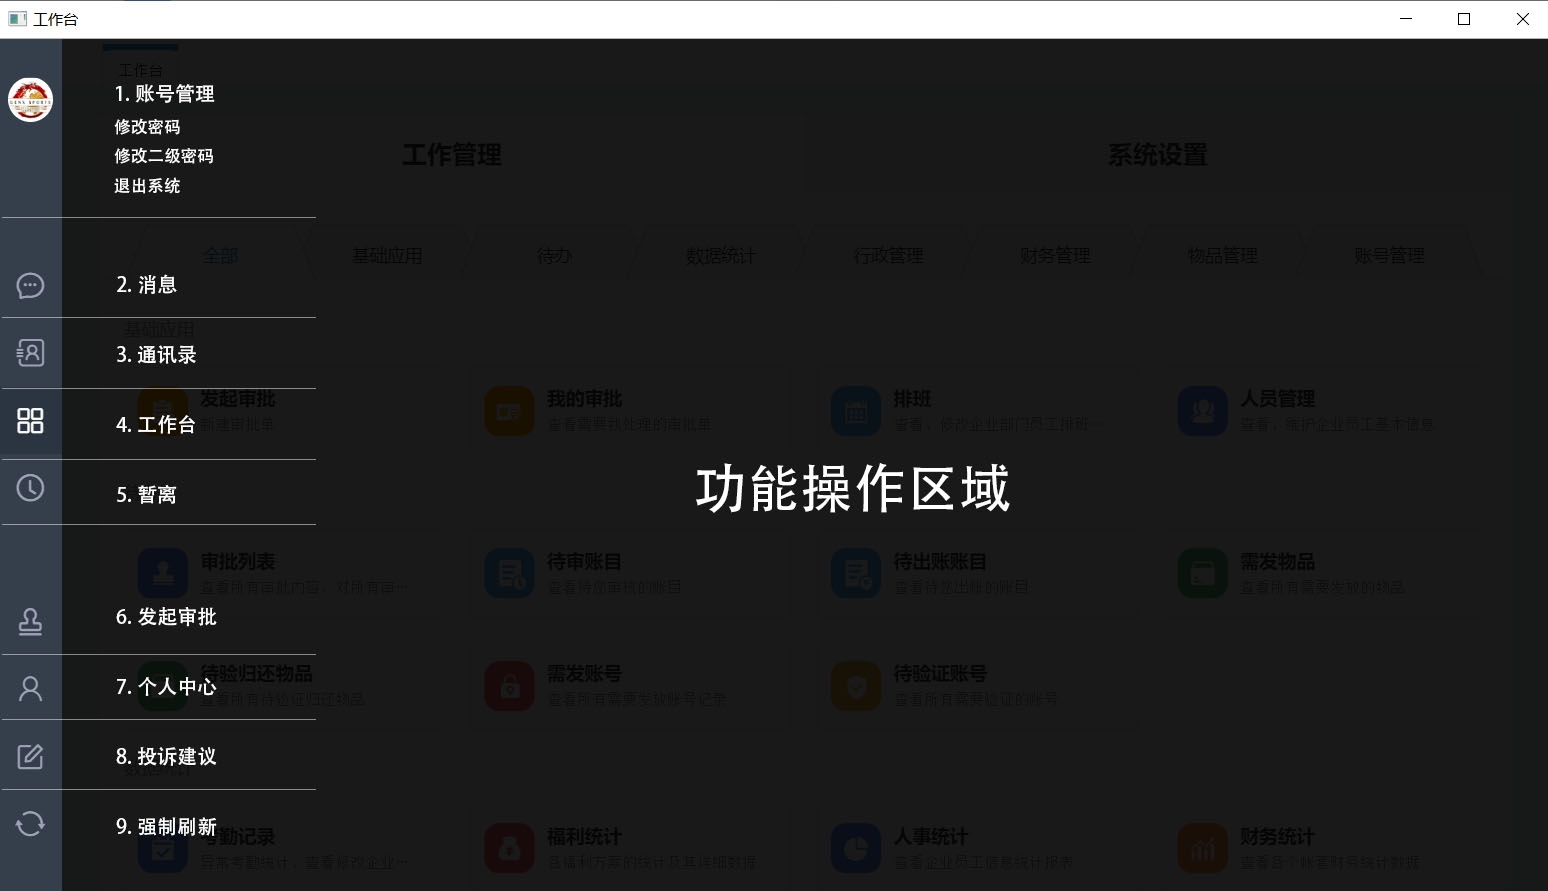 工作台
工作台
1. 账号管理
修改密码
修改二级密码
退出系统
工作管理
系统设置
全部
基础应用
待办
数据统计
行政管理
财务管理
物品管理
账号管理
2. 消息
基础应用
3. 通讯录
发起审批
新建审批单
我的审批
查看需要我处理的审批单
排班
查看、修改企业部门员工排班…
人员管理
查看、维护企业员工基本信息
4. 工作台
功能操作区域
5. 暂离
审批列表
查看所有审批内容，对所有审…
待审账目
查看待您审核的账目
待出账账目
查看待您出账的账目
需发物品
查看所有需要发放的物品
6. 发起审批
待验归还物品
查看所有待验证归还物品
需发账号
查看所有需要发放账号记录
待验证账号
查看所有需要验证的账号
7. 个人中心
8. 投诉建议
数据统计
9. 强制刷新
考勤记录
异常考勤统计、查看修改企业…
福利统计
各福利方案的统计及其详细数据
人事统计
查看企业员工信息统计报表
财务统计
查看各个账套财务统计数据